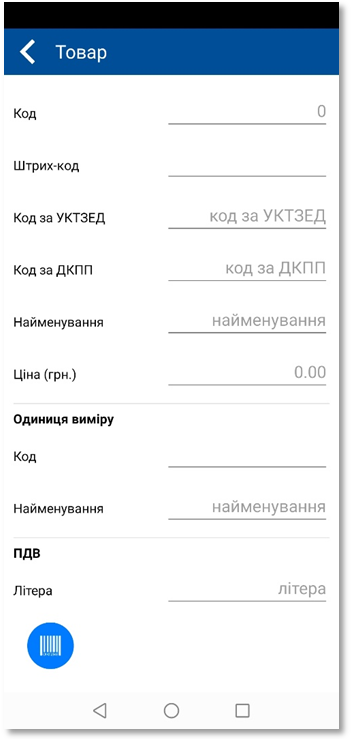 Товар
Код 0
Штрих-код
Код за УКТЗЕД код за УКТЗЕД
Код за ДКПП код за ДКПП
Найменування найменування
Ціна (грн.) 0.00
Одиниця виміру
Код
Найменування найменування
ПДВ
Літера літера